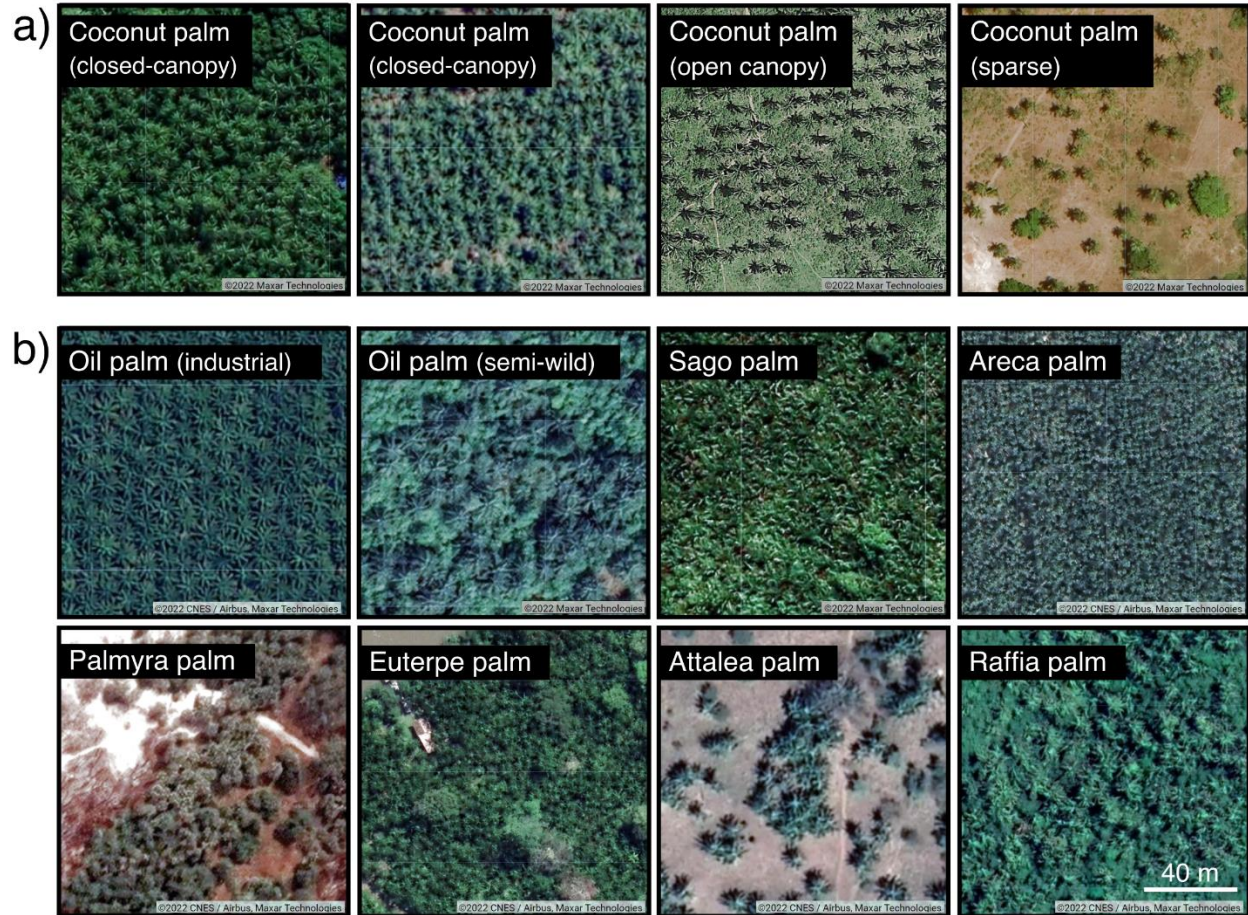 a)
Coconut palm
(closed-canopy)
©2022 Maxar Technologies
Coconut palm
(closed-canopy)
©2022 Maxar Technologies
Coconut palm
(open canopy)
©2022 Maxar Technologies
Coconut palm
(sparse)
©2022 Maxar Technologies
b)
Oil palm (industrial)
©2022 CNES / Airbus, Maxar Technologies
Oil palm (semi-wild)
©2022 Maxar Technologies
Sago palm
©2022 Maxar Technologies
Areca palm
©2022 CNES / Airbus, Maxar Technologies
Palmyra palm
©2022 CNES / Airbus, Maxar Technologies
Euterpe palm
©2022 CNES / Airbus, Maxar Technologies
Attalea palm
©2022 CNES / Airbus, Maxar Technologies
Raffia palm
40 m
©2022 CNES / Airbus, Maxar Technologies